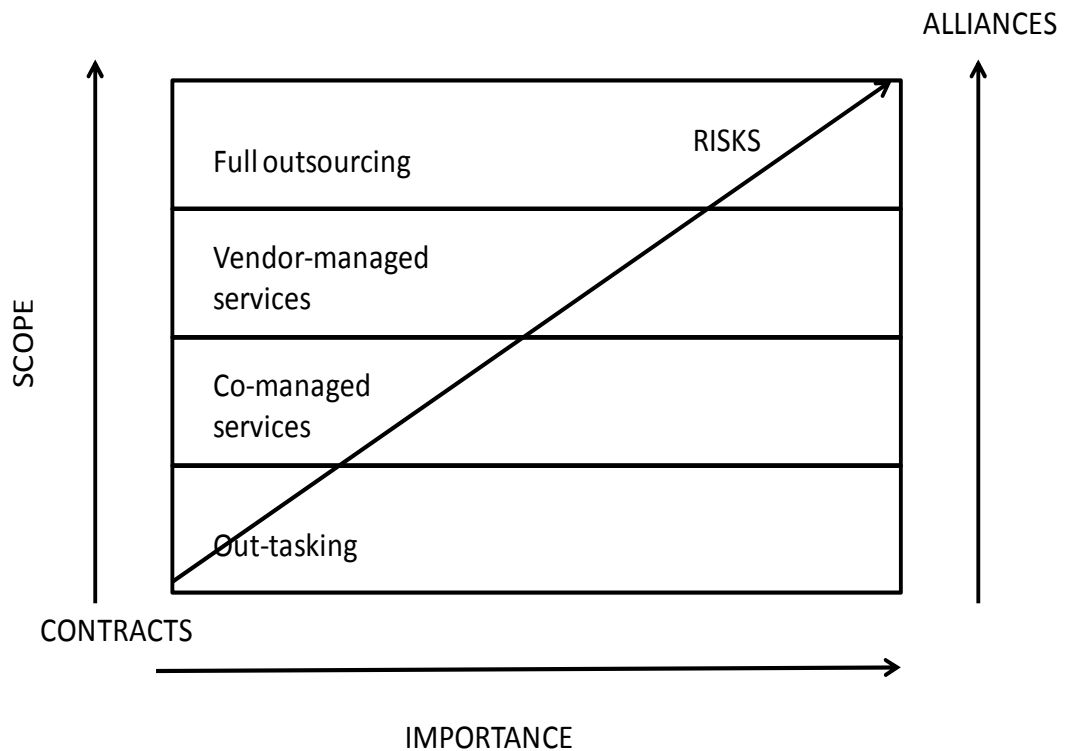 ALLIANCES
RISKS
Full outsourcing
Vendor-managed
services
SCOPE
Co-managed
services
Out-tasking
CONTRACTS
IMPORTANCE